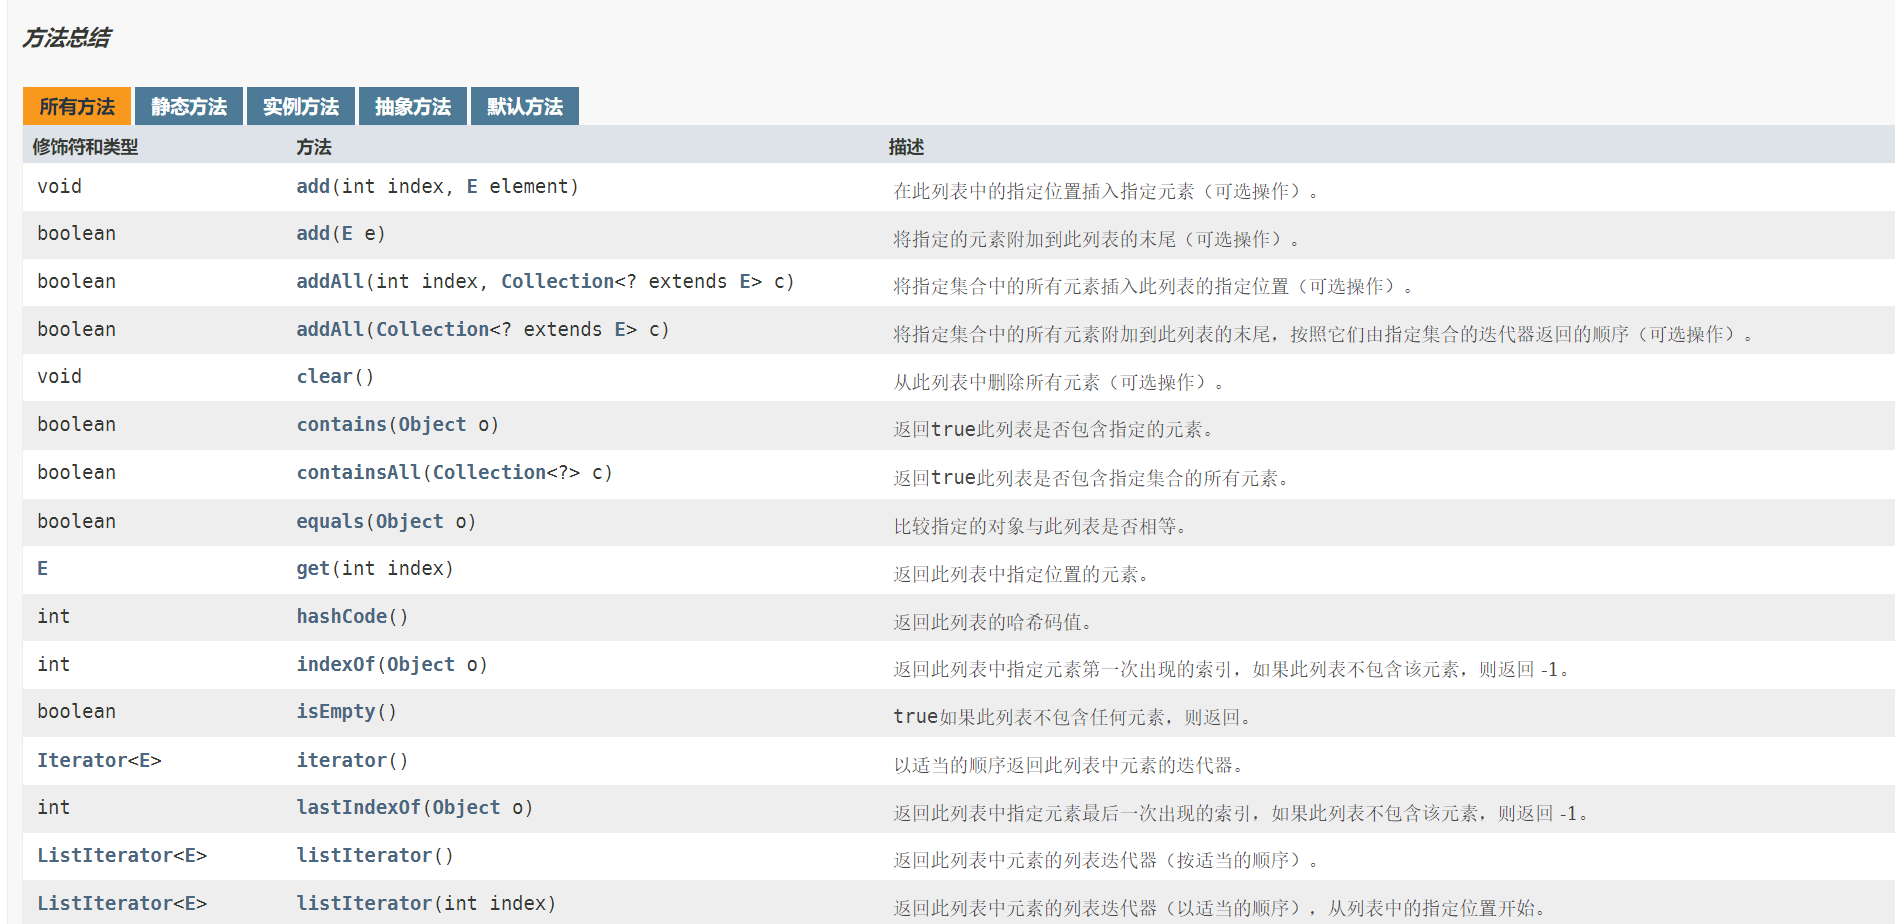 方法总结
所有方法 静态方法 实例方法 抽象方法 默认方法
修饰符和类型 方法 描述
void add(int index, E element) 在此列表中的指定位置插入指定元素（可选操作）。
boolean add(E e) 将指定的元素附加到此列表的末尾（可选操作）。
boolean addAll(int index, Collection<? extends E> c) 将指定集合中的所有元素插入此列表的指定位置（可选操作）。
boolean addAll(Collection<? extends E> c) 将指定集合中的所有元素附加到此列表的末尾，按照它们由指定集合的迭代器返回的顺序（可选操作）。
void clear() 从此列表中删除所有元素（可选操作）。
boolean contains(Object o) 返回true此列表是否包含指定的元素。
boolean containsAll(Collection<?> c) 返回true此列表是否包含指定集合的所有元素。
boolean equals(Object o) 比较指定的对象与此列表是否相等。
E get(int index) 返回此列表中指定位置的元素。
int hashCode() 返回此列表的哈希码值。
int indexOf(Object o) 返回此列表中指定元素第一次出现的索引，如果此列表不包含该元素，则返回 -1。
boolean isEmpty() true如果此列表不包含任何元素，则返回。
Iterator<E> iterator() 以适当的顺序返回此列表中元素的迭代器。
int lastIndexOf(Object o) 返回此列表中指定元素最后一次出现的索引，如果此列表不包含该元素，则返回 -1。
ListIterator<E> listIterator() 返回此列表中元素的列表迭代器（按适当的顺序）。
ListIterator<E> listIterator(int index) 返回此列表中元素的列表迭代器（以适当的顺序），从列表中的指定位置开始。